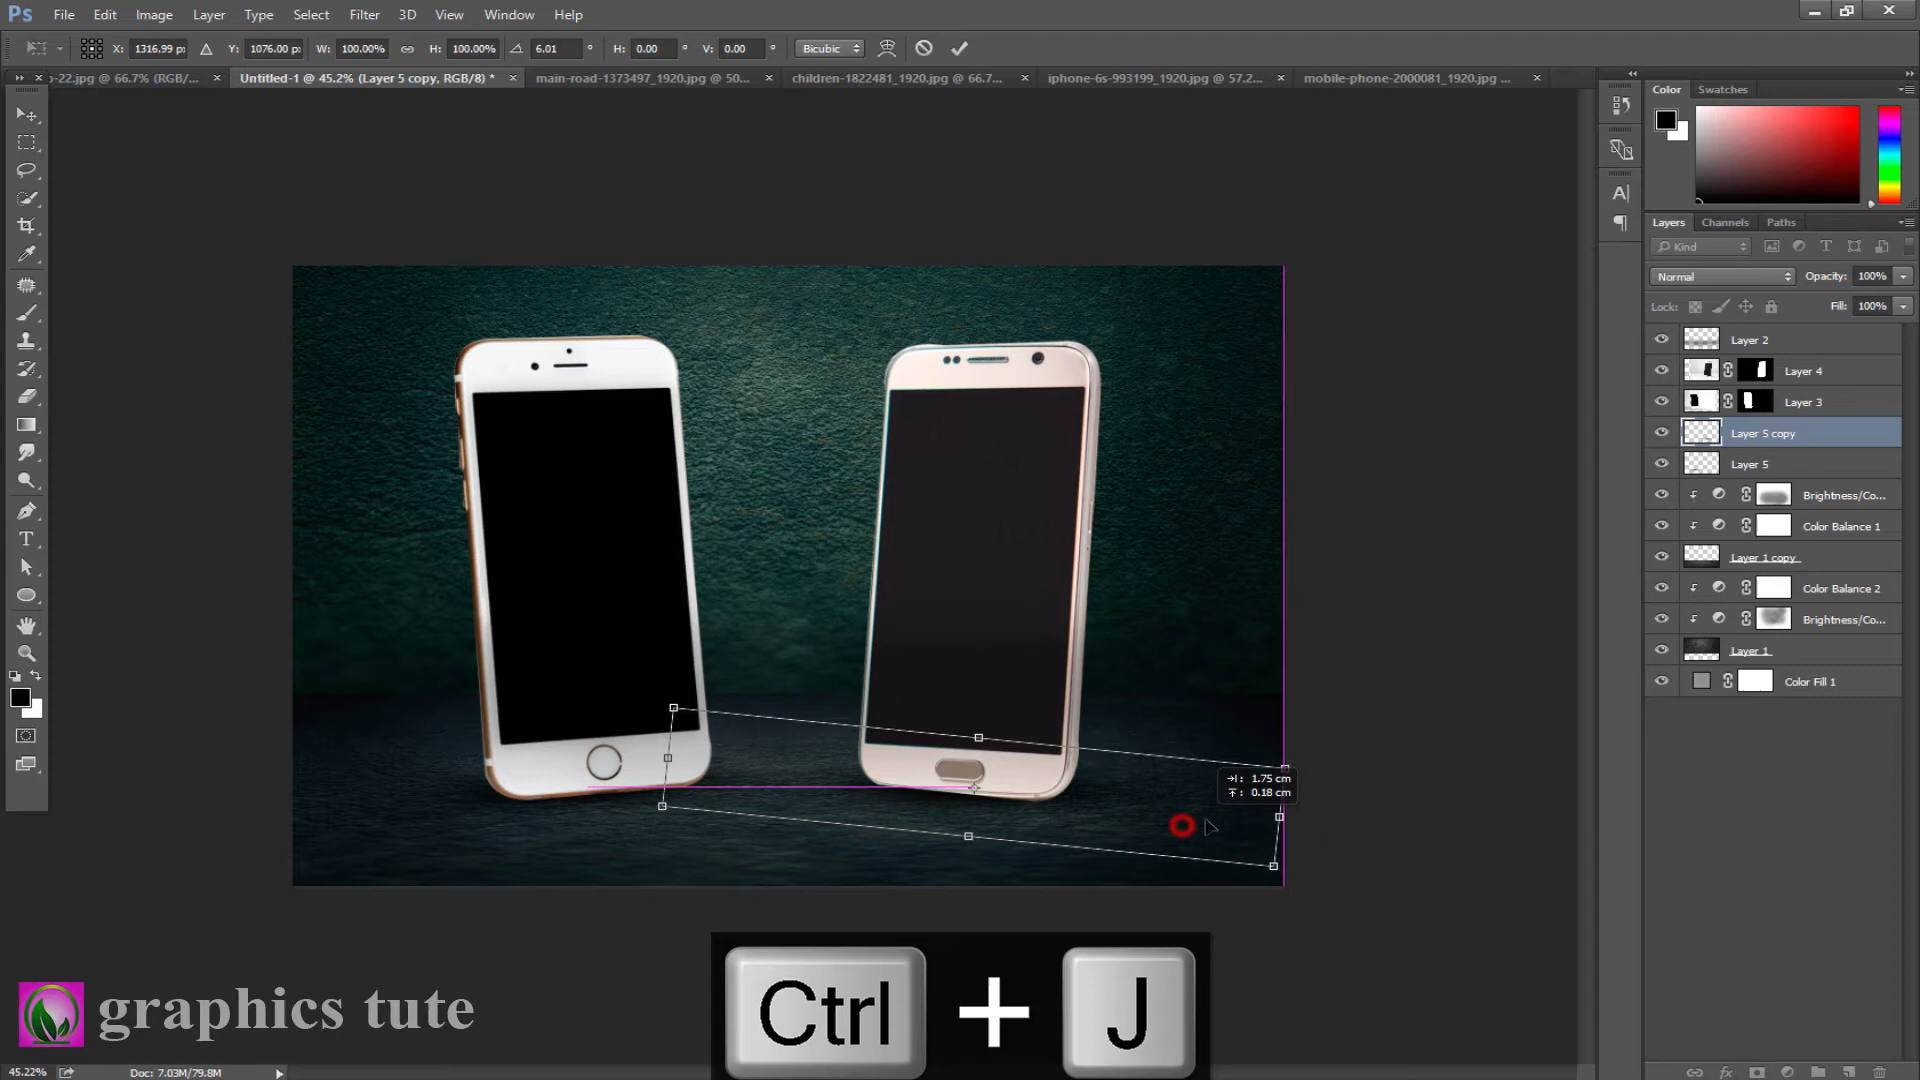 Ps File Edit Image Layer Type Select Filter 3D View Window Help
X: 1316.99 p: Y: 1076.00 p: W: 100.00% H: 100.00% 6.01 ° H: 0.00 ° V: 0.00 ° Bicubic
o-22.jpg @ 66.7% (RGB/... × Untitled-1 @ 45.2% (Layer 5 copy, RGB/8) * × main-road-1373497_1920.jpg @ 50... × children-1822481_1920.jpg @ 66.7... × iphone-6s-993199_1920.jpg @ 57.2... × mobile-phone-2000081_1920.jpg ... ×
Color Swatches
Layers Channels Paths
Kind
Normal Opacity: 100%
Lock: Fill: 100%
Layer 2
Layer 4
Layer 3
Layer 5 copy
Layer 5
Brightness/Co...
Color Balance 1
Layer 1 copy
Color Balance 2
Brightness/Co...
Layer 1
Color Fill 1
1.75 cm
0.18 cm
Ctrl + J
graphics tute
45.22% Doc: 7.03M/79.8M